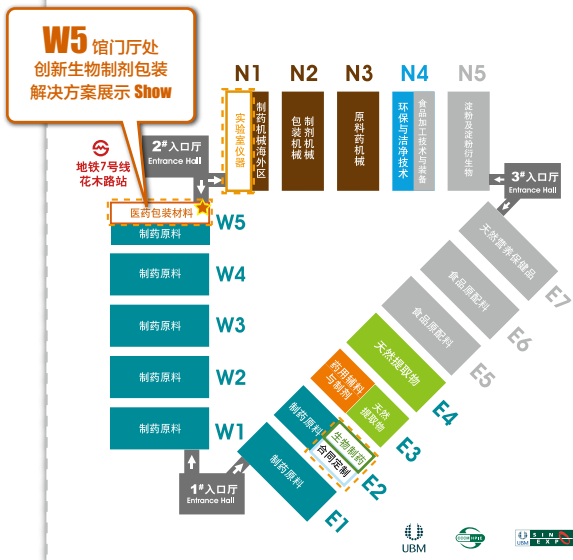 W5 馆门厅处
创新生物制剂包装
解决方案展示 Show
N1
N2
N3
N4
N5
实验室仪器
制药机械海外区
制剂机械
包装机械
原料药机械
环保与洁净技术
食品加工技术与装备
淀粉及淀粉衍生物
地铁7号线
花木路站
2#入口厅
Entrance Hall
3#入口厅
Entrance Hall
医药包装材料
制药原料
W5
制药原料
W4
制药原料
W3
制药原料
W2
制药原料
W1
1#入口厅
Entrance Hall
天然营养保健品
E7
食品原配料
E6
食品原配料
E5
天然提取物
E4
药用辅料
与制剂
天然
提取物
E3
制药原料
生物制药
合同定制
E2
制药原料
E1
UBM
UBM
SINO
EXPO